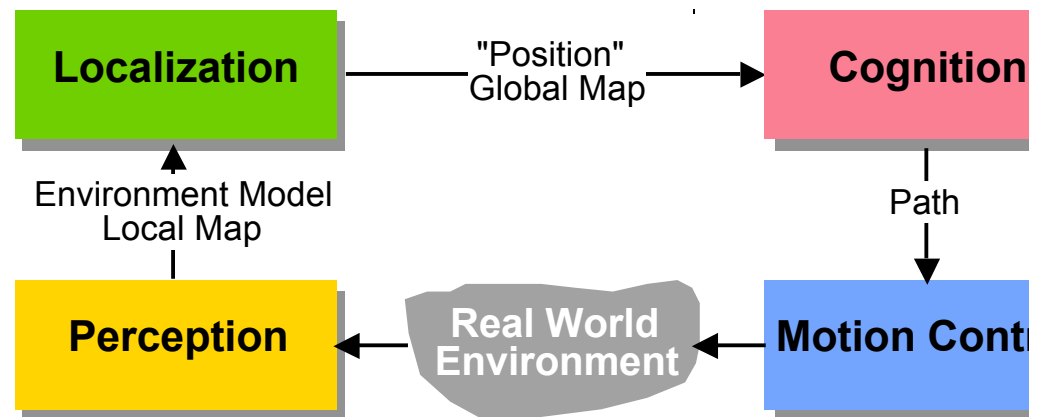 Localization
"Position"
Global Map
Cognition
Environment Model
Local Map
Path
Perception
Real World
Environment
Motion Contr